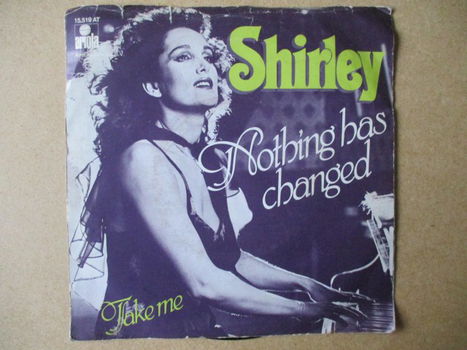 15.519 AT
ariola
Shirley
Nothing has
changed
Take me